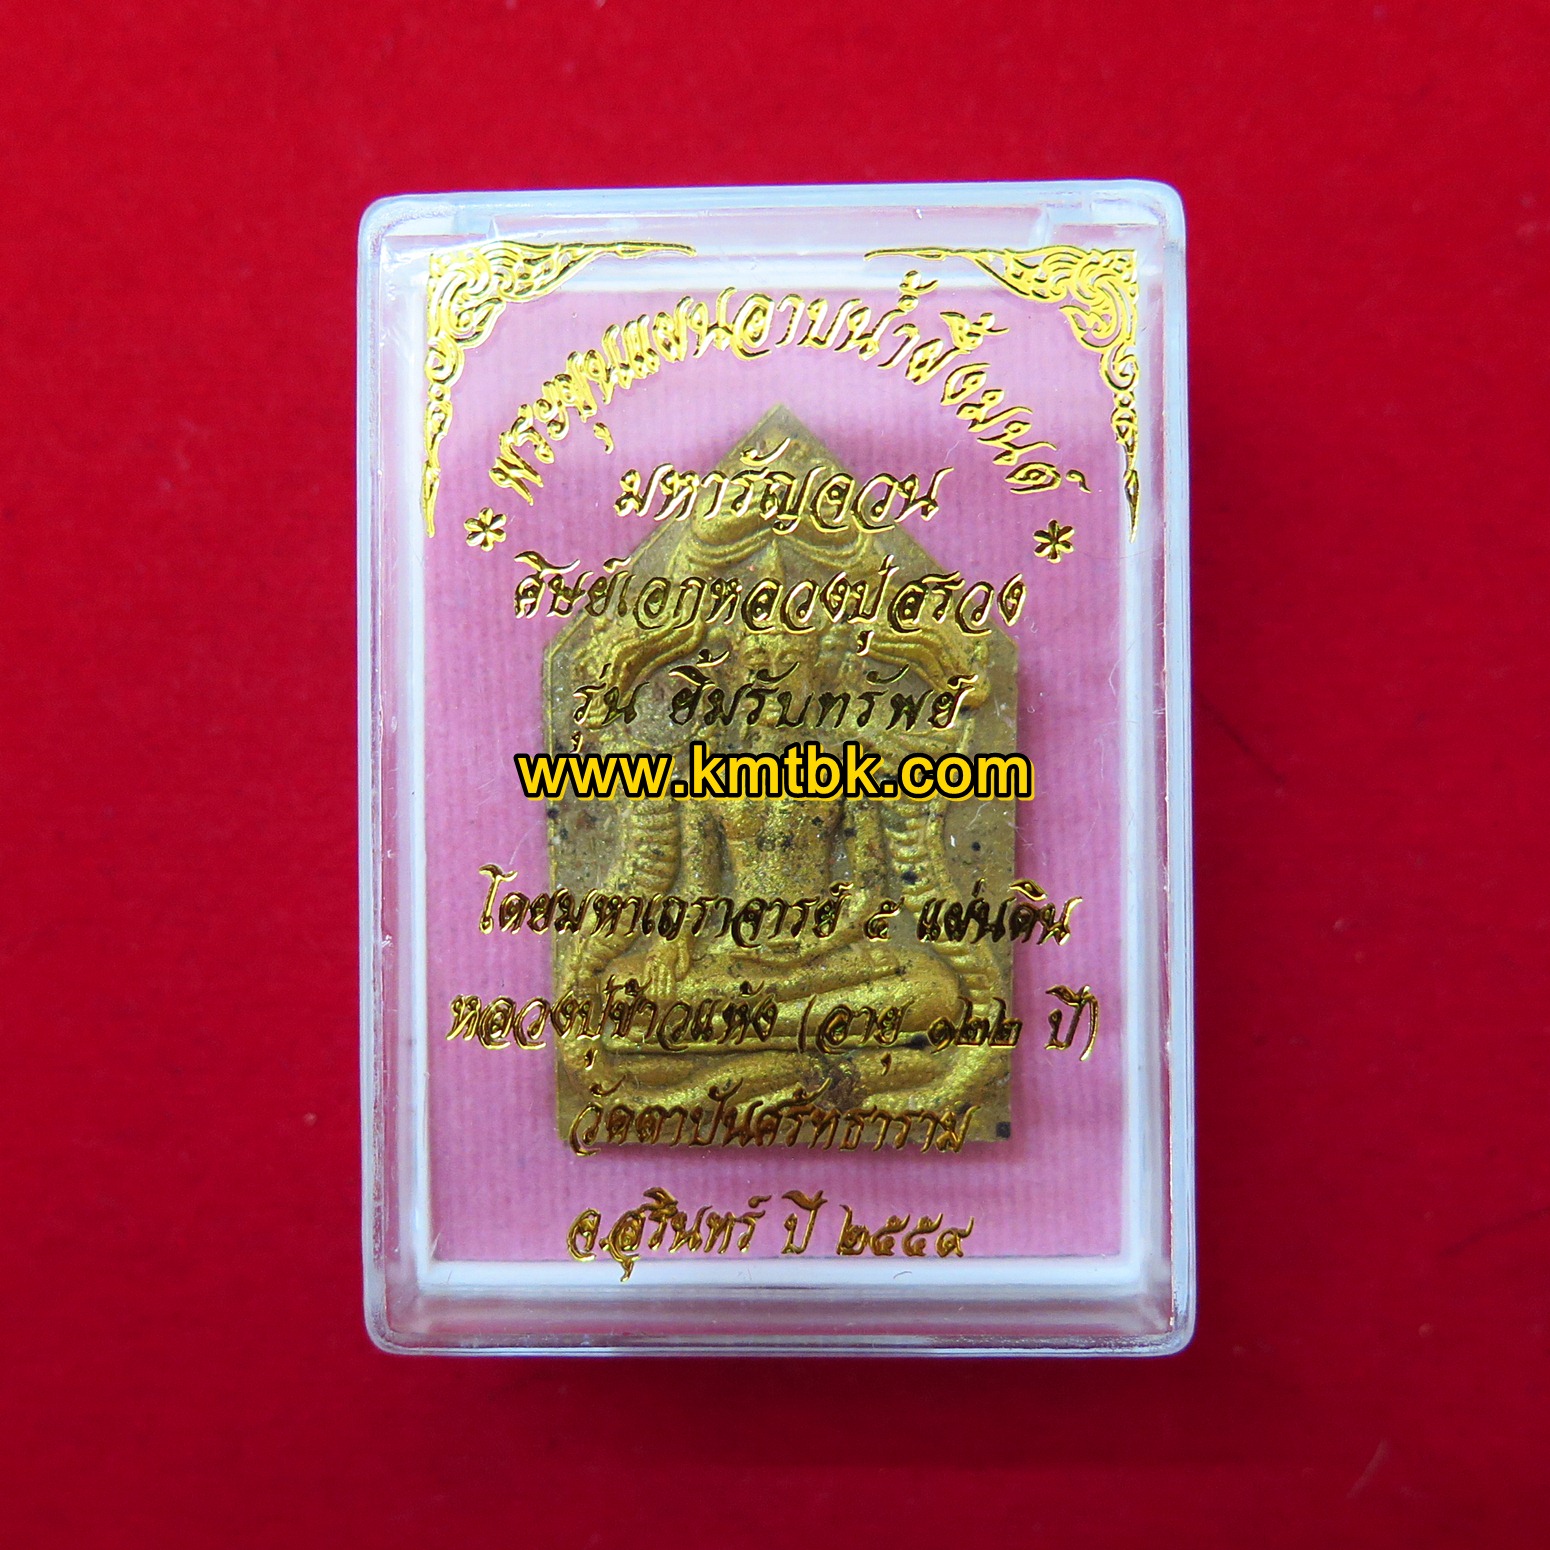 * พระขุนแผนอาบน้ำผึ้งมนต์ *
มหารัญจวน
ศิษย์เอกหลวงปู่สรวง
รุ่น ยิ้มรับทรัพย์
www.kmtbk.com
โดยมหาเถราจารย์ ๕ แผ่นดิน
หลวงปู่ข้าวแห้ง (อายุ ๑๒๒ ปี)
วัดตาปันศรัทธาราม
จ.สุรินทร์ ปี ๒๕๕๙